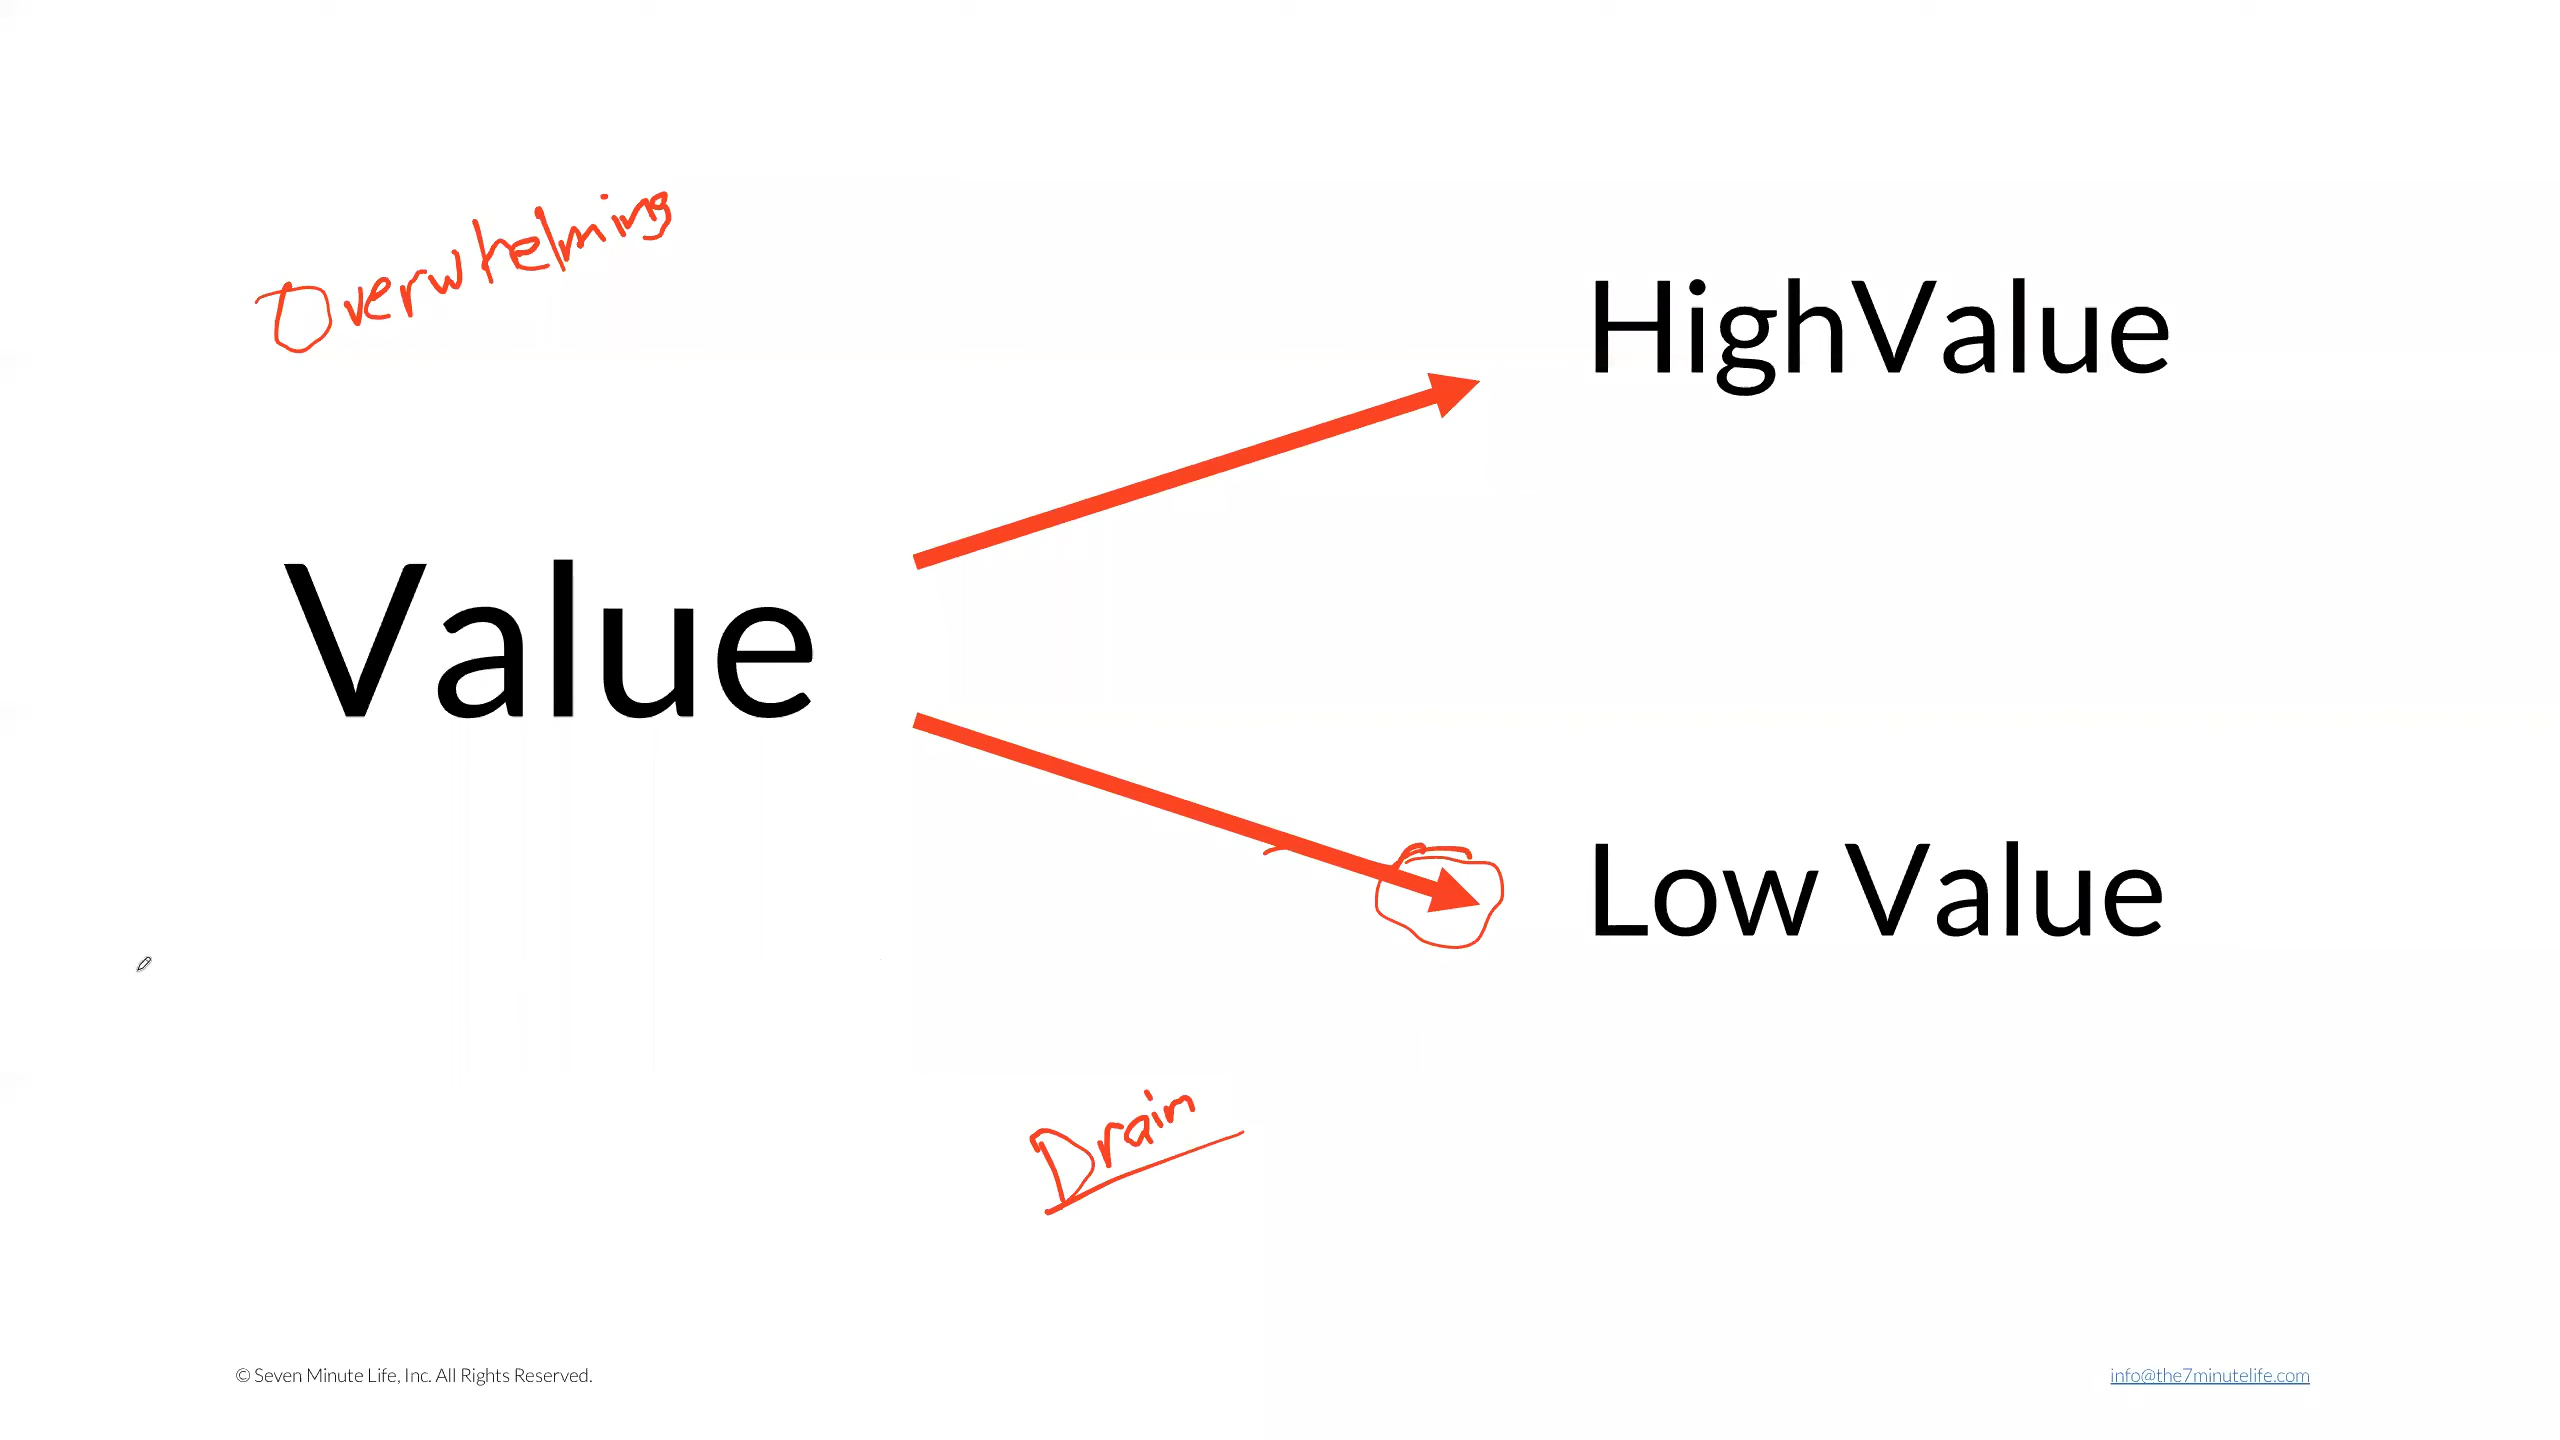 Overwhelming
HighValue
Value
Low Value
Drain
© Seven Minute Life, Inc. All Rights Reserved.
info@the7minutelife.com